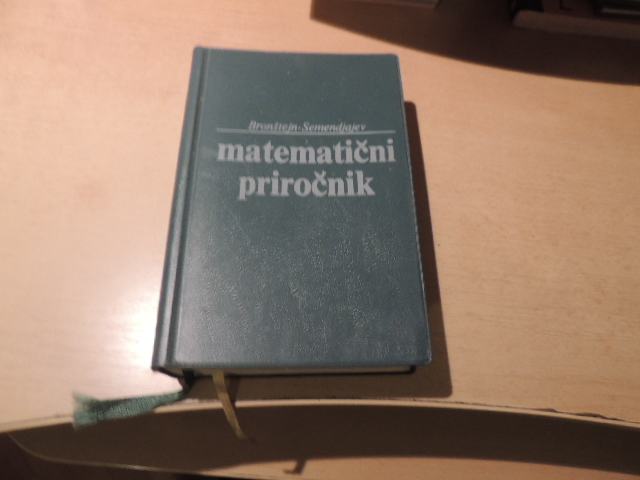 Bronštejn-Semendjajev
matematični
priročnik